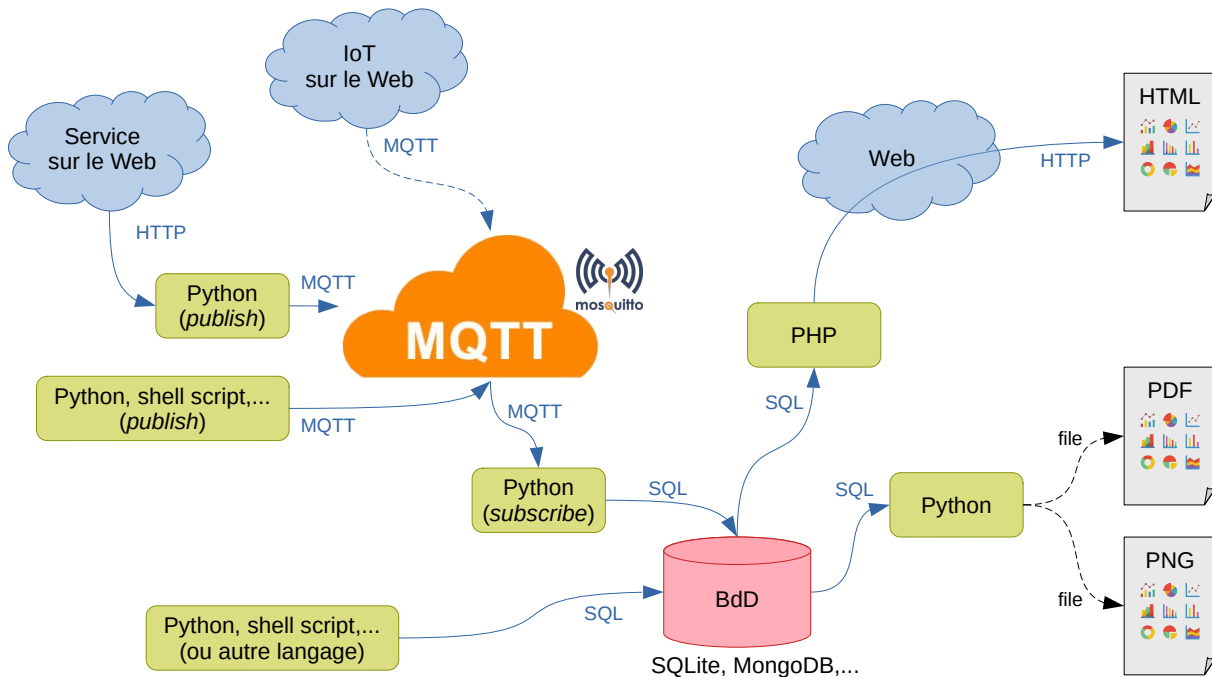 IoT
sur le Web
Service
sur le Web
MQTT
HTTP
Python
(publish)
MQTT
MQTT
mosquitto
Python, shell script,...
(publish)
MQTT
MQTT
Python
(subscribe)
SQL
Python, shell script,...
(ou autre langage)
SQL
BdD
SQLite, MongoDB,...
SQL
PHP
Web
HTTP
HTML
SQL
Python
file
PDF
file
PNG